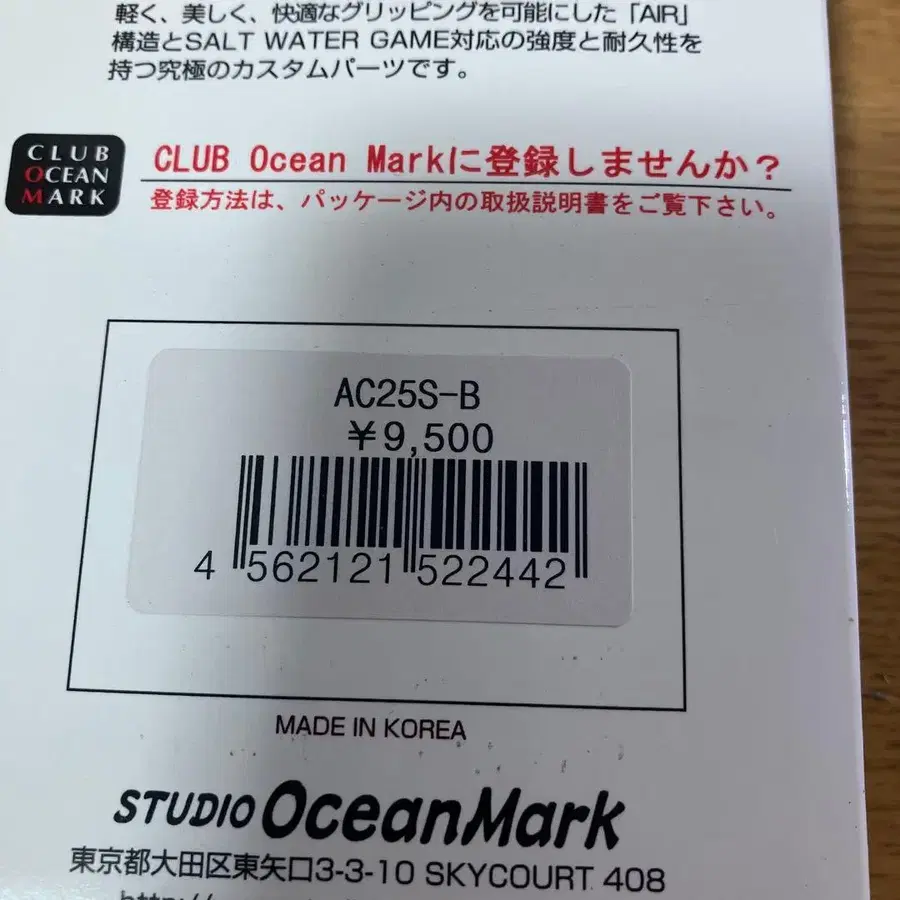 軽く、美しく、快適なグリッピングを可能にした「AIR」
構造とSALT WATER GAME対応の強度と耐久性を
持つ究極のカスタムパーツです。
CLUB
OCEAN
MARK
CLUB Ocean Markに登録しませんか？
登録方法は、パッケージ内の取扱説明書をご覧下さい。
AC25S-B
￥9,500
4 562121 522442
MADE IN KOREA
STUDIO OceanMark
東京都大田区東矢口3-3-10 SKYCOURT 408